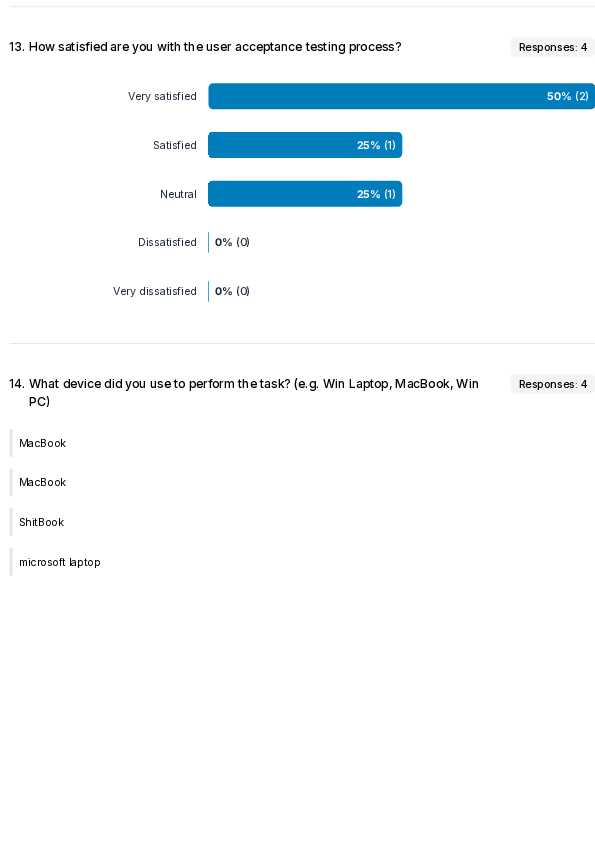 13. How satisfied are you with the user acceptance testing process?
Responses: 4
Very satisfied 50% (2)
Satisfied 25% (1)
Neutral 25% (1)
Dissatisfied 0% (0)
Very dissatisfied 0% (0)
14. What device did you use to perform the task? (e.g. Win Laptop, MacBook, Win
PC)
Responses: 4
MacBook
MacBook
ShitBook
microsoft laptop